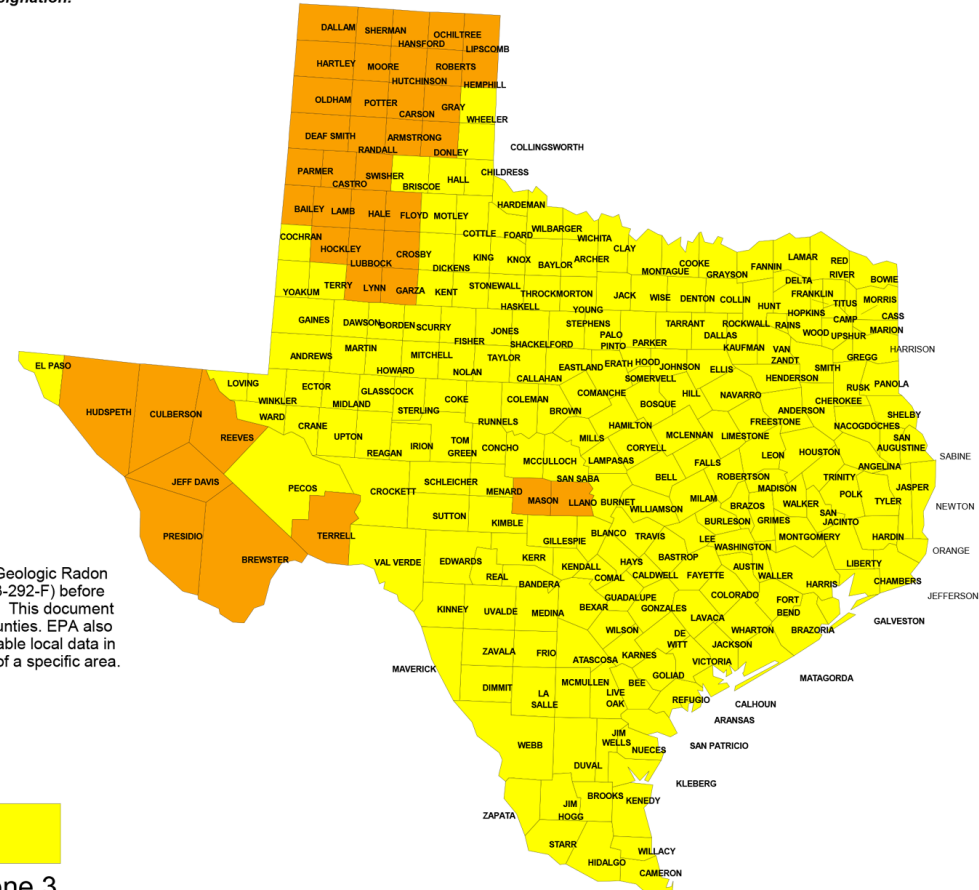 signation.
DALLAM SHERMAN HANSFORD OCHILTREE LIPSCOMB
HARTLEY MOORE HUTCHINSON ROBERTS HEMPHILL
OLDHAM POTTER CARSON GRAY WHEELER
DEAF SMITH RANDALL ARMSTRONG DONLEY COLLINGSWORTH
PARMER CASTRO SWISHER BRISCOE HALL CHILDRESS
BAILEY LAMB HALE FLOYD MOTLEY COTTLE FOARD HARDEMAN WILBARGER WICHITA CLAY
COCHRAN HOCKLEY LUBBOCK CROSBY DICKENS KING KNOX BAYLOR ARCHER MONTAGUE COOKE GRAYSON FANNIN LAMAR RED RIVER BOWIE
DELTA FRANKLIN TITUS MORRIS CASS
YOAKUM TERRY LYNN GARZA KENT STONEWALL HASKELL THROCKMORTON YOUNG JACK WISE DENTON COLLIN HUNT HOPKINS CAMP MARION
GAINES DAWSON BORDEN SCURRY FISHER JONES SHACKELFORD STEPHENS PALO PINTO PARKER TARRANT DALLAS ROCKWALL KAUFMAN RAINS VAN ZANDT WOOD UPSHUR HARRISON
ANDREWS MARTIN HOWARD MITCHELL NOLAN TAYLOR CALLAHAN EASTLAND ERATH HOOD SOMERVELL JOHNSON ELLIS HENDERSON SMITH GREGG
EL PASO HUDSPETH CULBERSON REEVES LOVING WINKLER ECTOR MIDLAND GLASSCOCK STERLING COKE COLEMAN BROWN COMANCHE BOSQUE HILL NAVARRO ANDERSON CHEROKEE RUSK PANOLA
WARD CRANE UPTON REAGAN IRION TOM GREEN RUNNELS CONCHO MILLS HAMILTON CORYELL MCLENNAN LIMESTONE FREESTONE NACOGDOCHES SHELBY
SAN AUGUSTINE SABINE
JEFF DAVIS PECOS CROCKETT SCHLEICHER MENARD MCCULLOCH SAN SABA LAMPASAS BELL FALLS ROBERTSON LEON HOUSTON ANGELINA
MADISON TRINITY POLK TYLER JASPER NEWTON
PRESIDIO BREWSTER TERRELL SUTTON KIMBLE MASON LLANO BURNET WILLIAMSON MILAM BRAZOS WALKER SAN JACINTO
BURLESON GRIMES MONTGOMERY HARDIN ORANGE
VAL VERDE EDWARDS REAL KERR GILLESPIE BLANCO TRAVIS LEE WASHINGTON LIBERTY
BANDERA KENDALL HAYS COMAL CALDWELL BASTROP FAYETTE AUSTIN WALLER HARRIS CHAMBERS JEFFERSON
KINNEY UVALDE MEDINA BEXAR GUADALUPE GONZALES LAVACA COLORADO FORT BEND GALVESTON
Geologic Radon
3-292-F) before
This document
unties. EPA also
able local data in
of a specific area.
MAVERICK ZAVALA FRIO ATASCOSA WILSON KARNES DE WITT JACKSON WHARTON BRAZORIA
DIMMIT LA SALLE MCMULLEN LIVE OAK BEE GOLIAD VICTORIA MATAGORDA
REFUGIO CALHOUN
ARANSAS
WEBB DUVAL JIM WELLS NUECES SAN PATRICIO
KLEBERG
ZAPATA JIM HOGG BROOKS KENEDY
STARR HIDALGO WILLACY
CAMERON
one 3